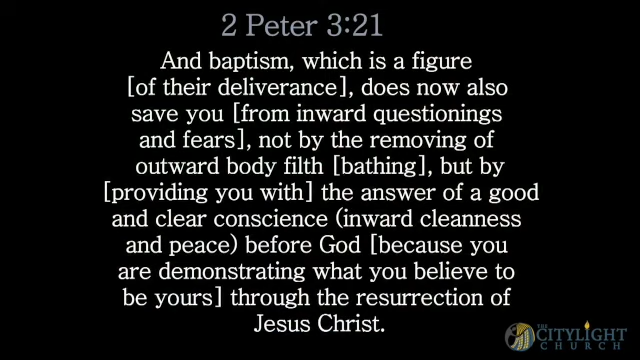 2 Peter 3:21
And baptism, which is a figure
[of their deliverance], does now also
save you [from inward questionings
and fears], not by the removing of
outward body filth [bathing], but by
[providing you with] the answer of a good
and clear conscience (inward cleanness
and peace) before God [because you
are demonstrating what you believe to
be yours] through the resurrection of
Jesus Christ.
THE
CITYLIGHT
CHURCH